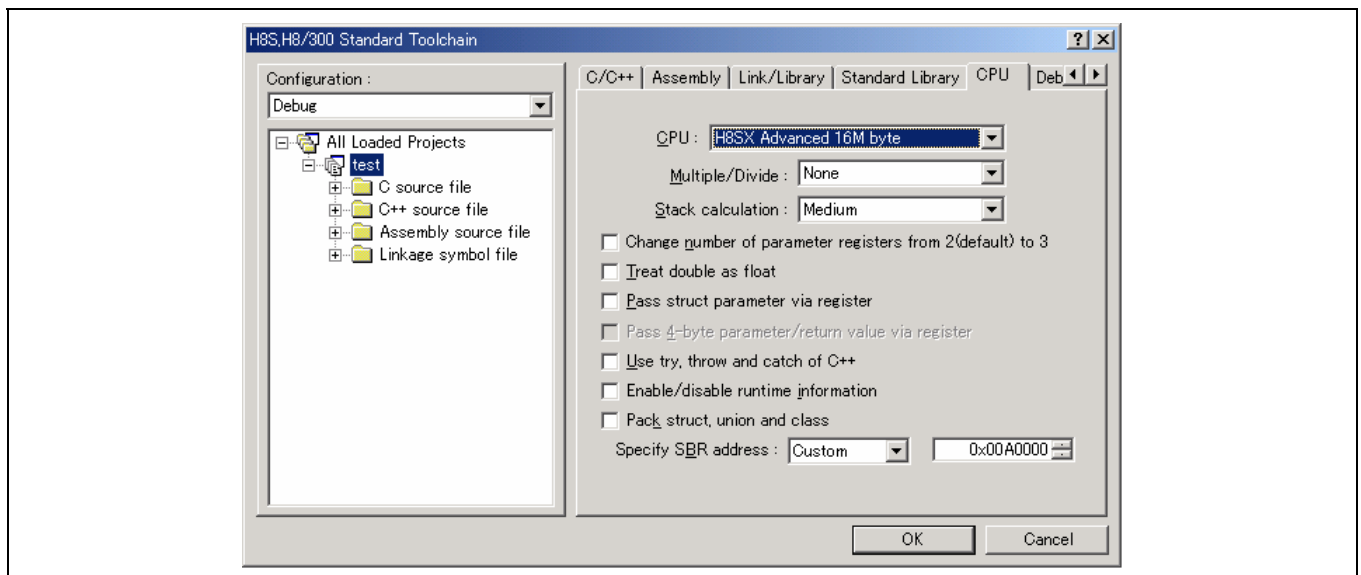 H8S,H8/300 Standard Toolchain
Configuration :
Debug
All Loaded Projects
test
C source file
C++ source file
Assembly source file
Linkage symbol file
C/C++ Assembly Link/Library Standard Library CPU Deb
CPU : H8SX Advanced 16M byte
Multiple/Divide : None
Stack calculation : Medium
Change number of parameter registers from 2(default) to 3
Treat double as float
Pass struct parameter via register
Pass 4-byte parameter/return value via register
Use try, throw and catch of C++
Enable/disable runtime information
Pack struct, union and class
Specify SBR address : Custom 0x00A0000
OK Cancel